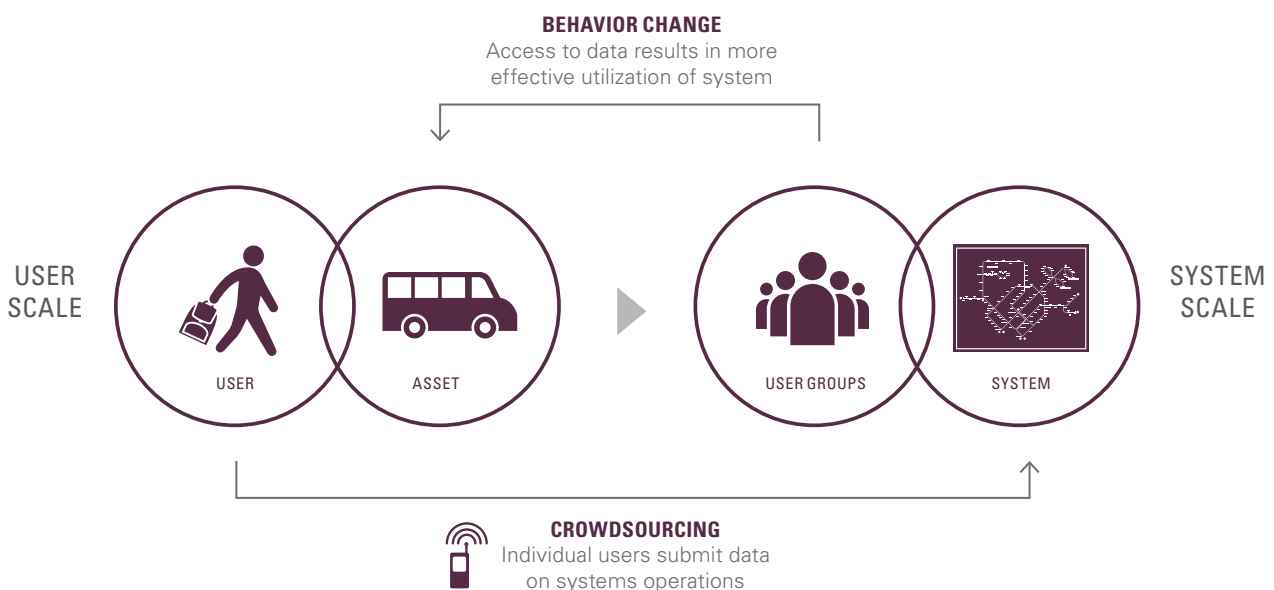 BEHAVIOR CHANGE
Access to data results in more
effective utilization of system
USER
SCALE
USER
ASSET
USER GROUPS
SYSTEM
SYSTEM
SCALE
CROWDSOURCING
Individual users submit data
on systems operations